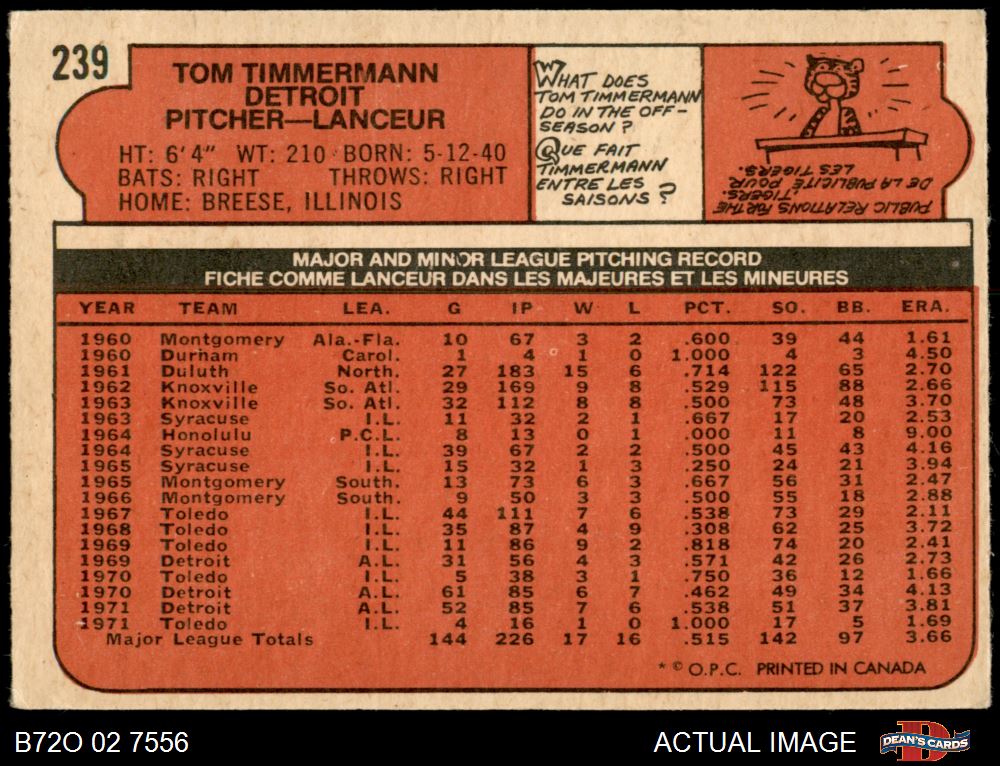 239
TOM TIMMERMANN
DETROIT
PITCHER—LANCEUR
HT: 6'4" WT: 210 BORN: 5-12-40
BATS: RIGHT THROWS: RIGHT
HOME: BREESE, ILLINOIS
WHAT DOES
TOM TIMMERMANN
DO IN THE OFF-
SEASON?
QUE FAIT
TIMMERMANN
ENTRE LES
SAISONS?
PUBLIC RELATIONS FOR THE
TIGERS.
DE LA PUBLICITÉ POUR
LES TIGERS.
MAJOR AND MINOR LEAGUE PITCHING RECORD
FICHE COMME LANCEUR DANS LES MAJEURES ET LES MINEURES
YEAR TEAM LEA. G IP W L PCT. SO. BB. ERA.
1960 Montgomery Ala.-Fla. 10 67 3 2 .600 39 44 1.61
1960 Durham Carol. 1 4 1 0 1.000 4 3 4.50
1961 Duluth North. 27 183 15 6 .714 122 65 2.70
1962 Knoxville So. Atl. 29 169 9 8 .529 115 88 2.66
1963 Knoxville So. Atl. 32 112 8 8 .500 73 48 3.70
1963 Syracuse I.L. 11 32 2 1 .667 17 20 2.53
1964 Honolulu P.C.L. 8 13 0 1 .000 11 8 9.00
1964 Syracuse I.L. 39 67 2 2 .500 45 43 4.16
1965 Syracuse I.L. 15 32 1 3 .250 24 21 3.94
1965 Montgomery South. 13 73 6 3 .667 56 31 2.47
1966 Montgomery South. 9 50 3 3 .500 55 18 2.88
1967 Toledo I.L. 44 111 7 6 .538 73 29 2.11
1968 Toledo I.L. 35 87 4 9 .308 62 25 3.72
1969 Toledo I.L. 11 86 9 2 .818 74 20 2.41
1969 Detroit A.L. 31 56 4 3 .571 42 26 2.73
1970 Toledo I.L. 5 38 3 1 .750 36 12 1.66
1970 Detroit A.L. 61 85 6 7 .462 49 34 4.13
1971 Detroit A.L. 52 85 7 6 .538 51 37 3.81
1971 Toledo I.L. 4 16 1 0 1.000 17 5 1.69
Major League Totals 144 226 17 16 .515 142 97 3.66
* © O.P.C. PRINTED IN CANADA
B72O 02 7556
ACTUAL IMAGE
D
DEAN'S CARDS